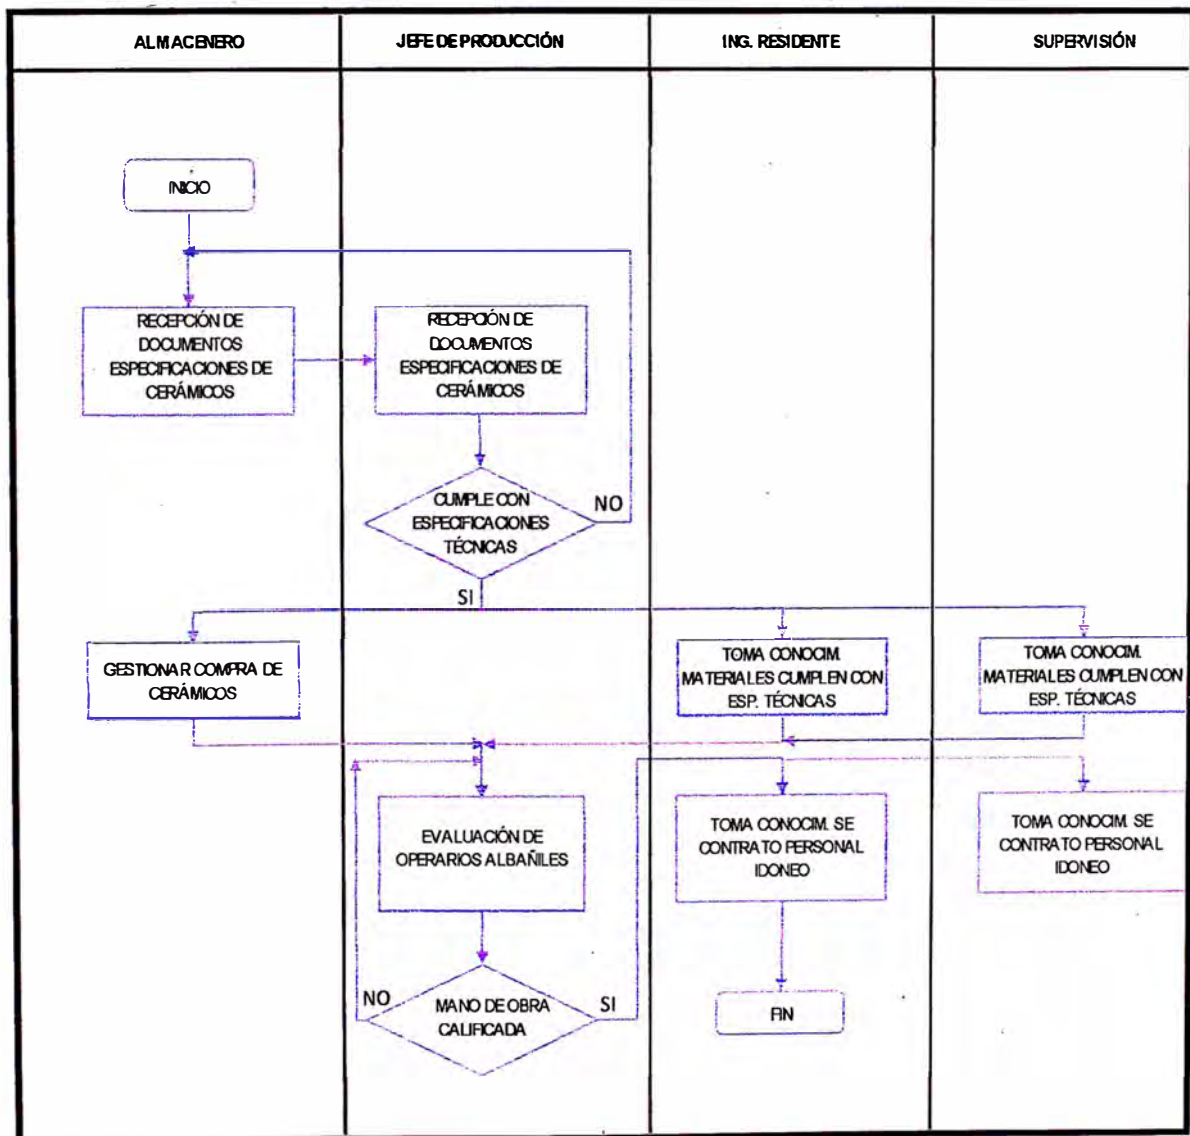 ALMACENERO
JEFE DE PRODUCCIÓN
ING. RESIDENTE
SUPERVISIÓN
INICIO
RECEPCIÓN DE
DOCUMENTOS
ESPECIFICACIONES DE
CERÁMICOS
RECEPCIÓN DE
DOCUMENTOS
ESPECIFICACIONES DE
CERÁMICOS
CUMPLE CON
ESPECIFICACIONES
TÉCNICAS
NO
SI
GESTIONAR COMPRA DE
CERÁMICOS
TOMA CONOCIM.
MATERIALES CUMPLEN CON
ESP. TÉCNICAS
TOMA CONOCIM.
MATERIALES CUMPLEN CON
ESP. TÉCNICAS
EVALUACIÓN DE
OPERARIOS ALBAÑILES
TOMA CONOCIM. SE
CONTRATO PERSONAL
IDONEO
TOMA CONOCIM. SE
CONTRATO PERSONAL
IDONEO
NO
MANO DE OBRA
CALIFICADA
SI
FIN